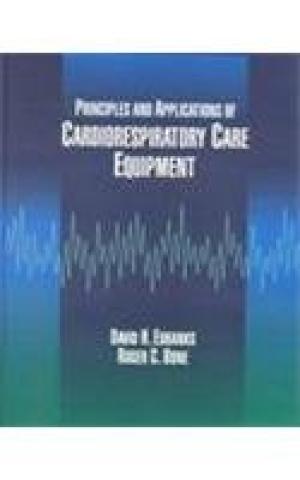 PRINCIPLES AND APPLICATIONS OF
CARDIORESPIRATORY CARE
EQUIPMENT
DAVID H. EUBANKS
ROGER C. BONE